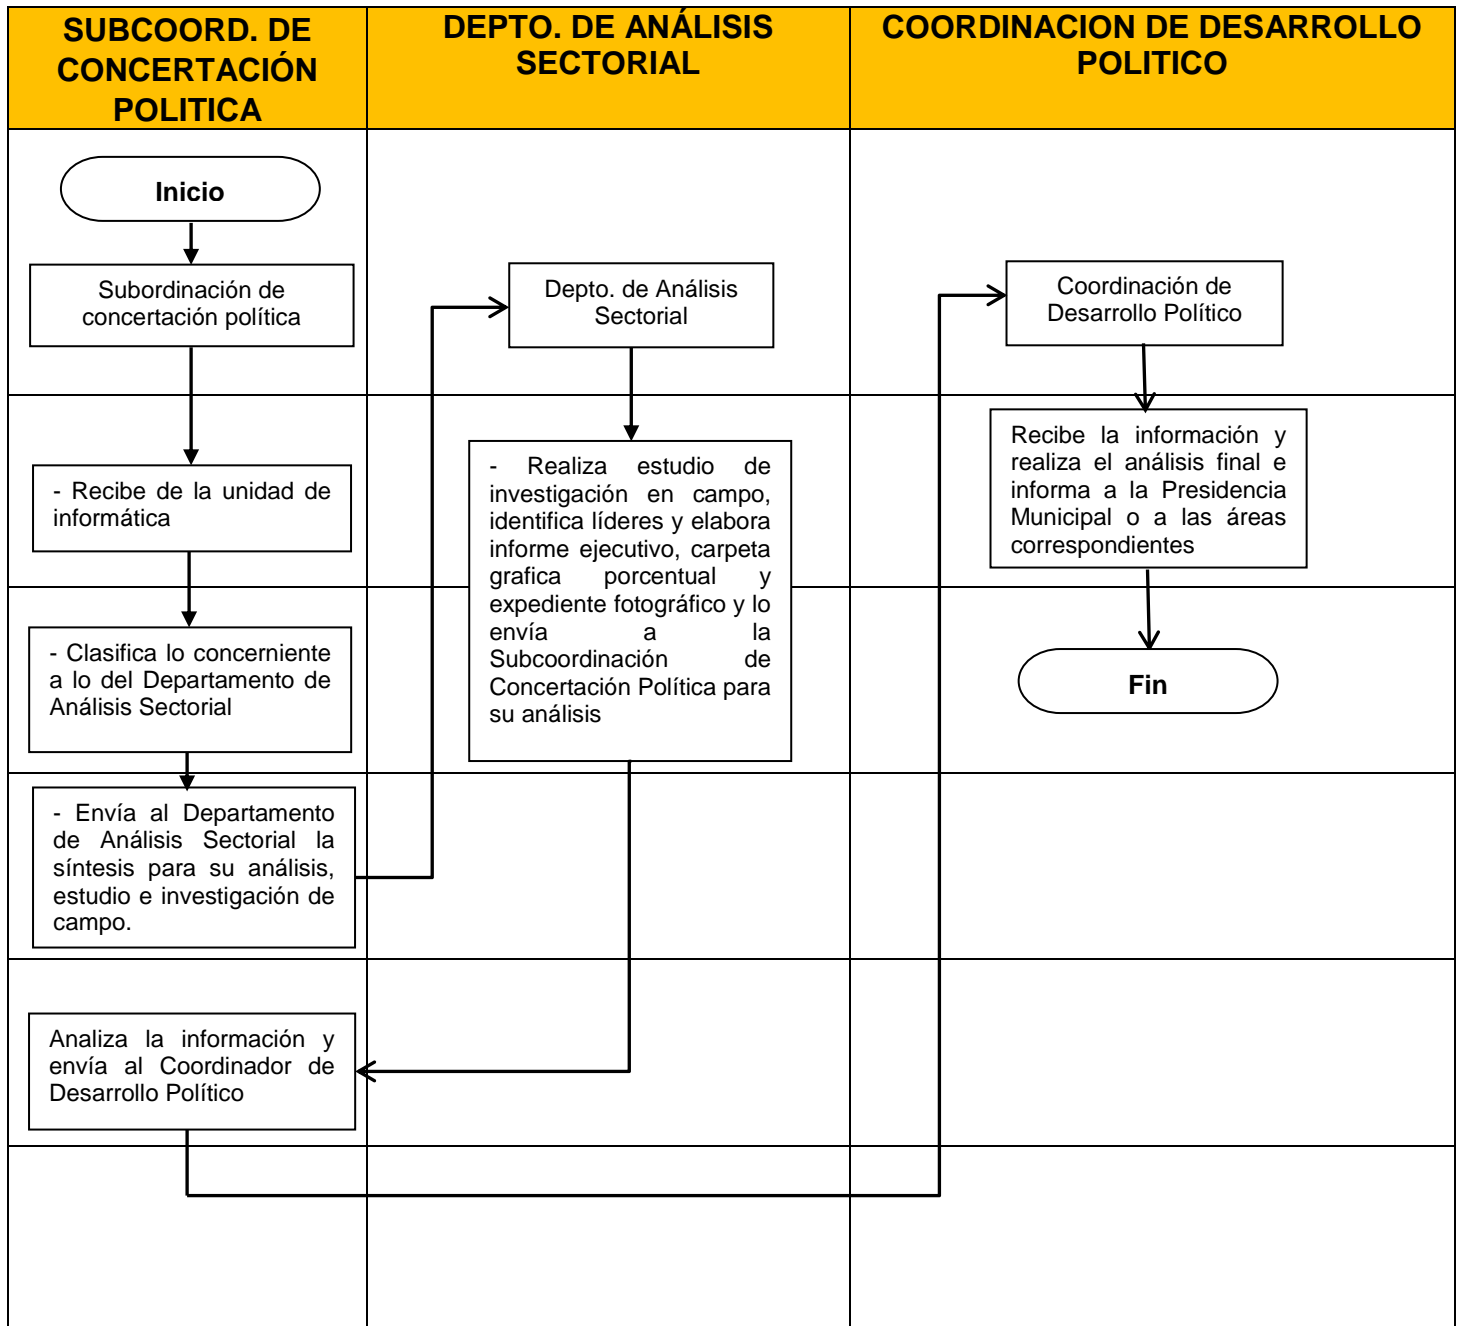 SUBCOORD. DE
CONCERTACIÓN
POLITICA
DEPTO. DE ANÁLISIS
SECTORIAL
COORDINACION DE DESARROLLO
POLITICO
Inicio
Subordinación de
concertación política
- Recibe de la unidad de
informática
- Clasifica lo concerniente
a lo del Departamento de
Análisis Sectorial
- Envía al Departamento
de Análisis Sectorial la
síntesis para su análisis,
estudio e investigación de
campo.
Analiza la información y
envía al Coordinador de
Desarrollo Político
Depto. de Análisis
Sectorial
- Realiza estudio de
investigación en campo,
identifica líderes y elabora
informe ejecutivo, carpeta
grafica porcentual y
expediente fotográfico y lo
envía a la
Subcoordinación de
Concertación Política para
su análisis
Coordinación de
Desarrollo Político
Recibe la información y
realiza el análisis final e
informa a la Presidencia
Municipal o a las áreas
correspondientes
Fin